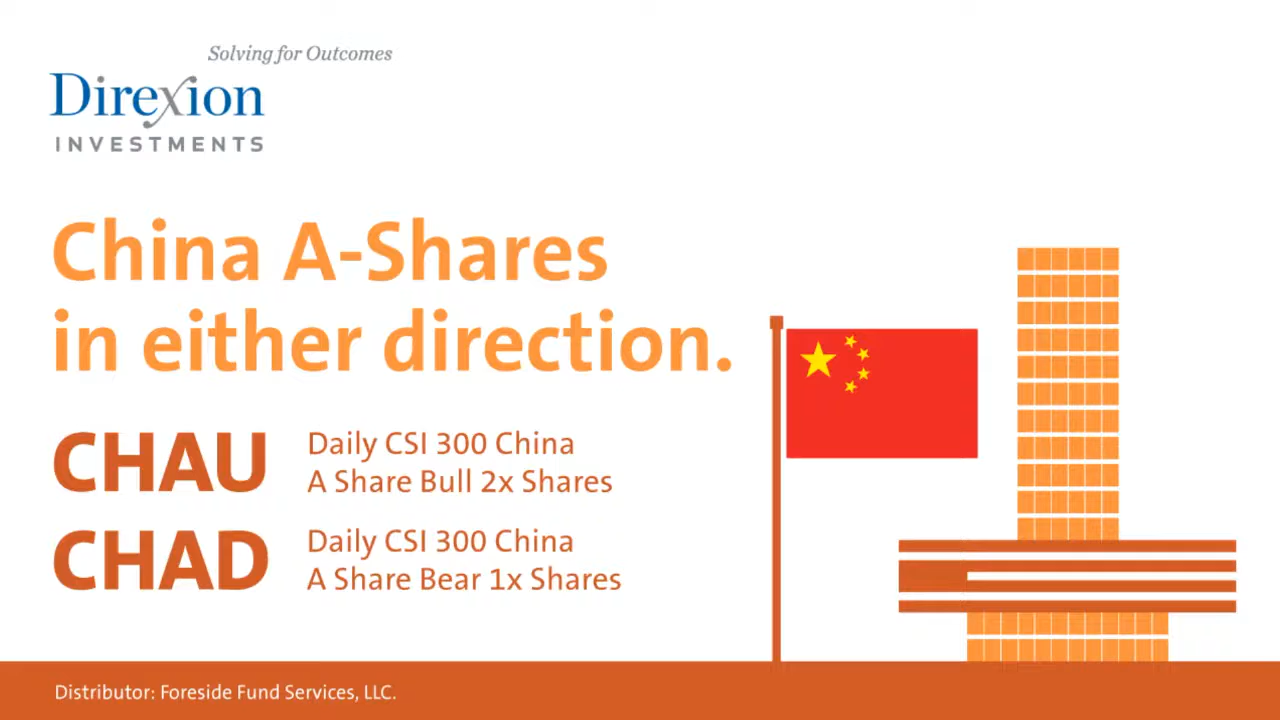 Solving for Outcomes
Direxion
INVESTMENTS
China A-Shares
in either direction.
CHAU
Daily CSI 300 China
A Share Bull 2x Shares
CHAD
Daily CSI 300 China
A Share Bear 1x Shares
Distributor: Foreside Fund Services, LLC.